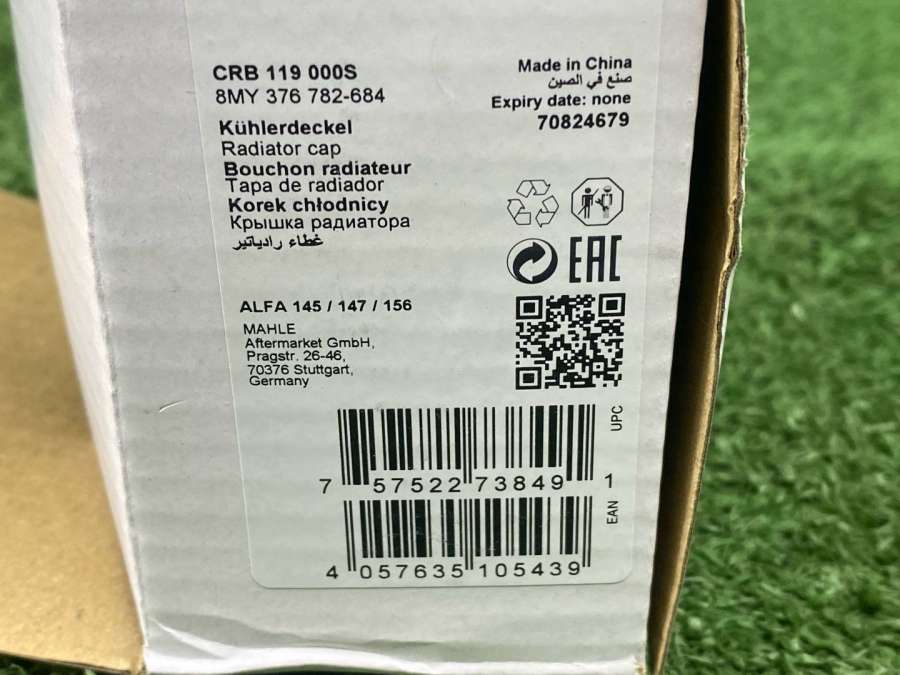 CRB 119 000S
8MY 376 782-684
Made in China
صنع في الصين
Expiry date: none
70824679
Kühlerdeckel
Radiator cap
Bouchon radiateur
Tapa de radiador
Korek chłodnicy
Крышка радиатора
غطاء رادياتير
EAC
ALFA 145 / 147 / 156
MAHLE
Aftermarket GmbH,
Pragstr. 26-46,
70376 Stuttgart,
Germany
UPC
7 57522 73849 1
EAN
4 057635 105439